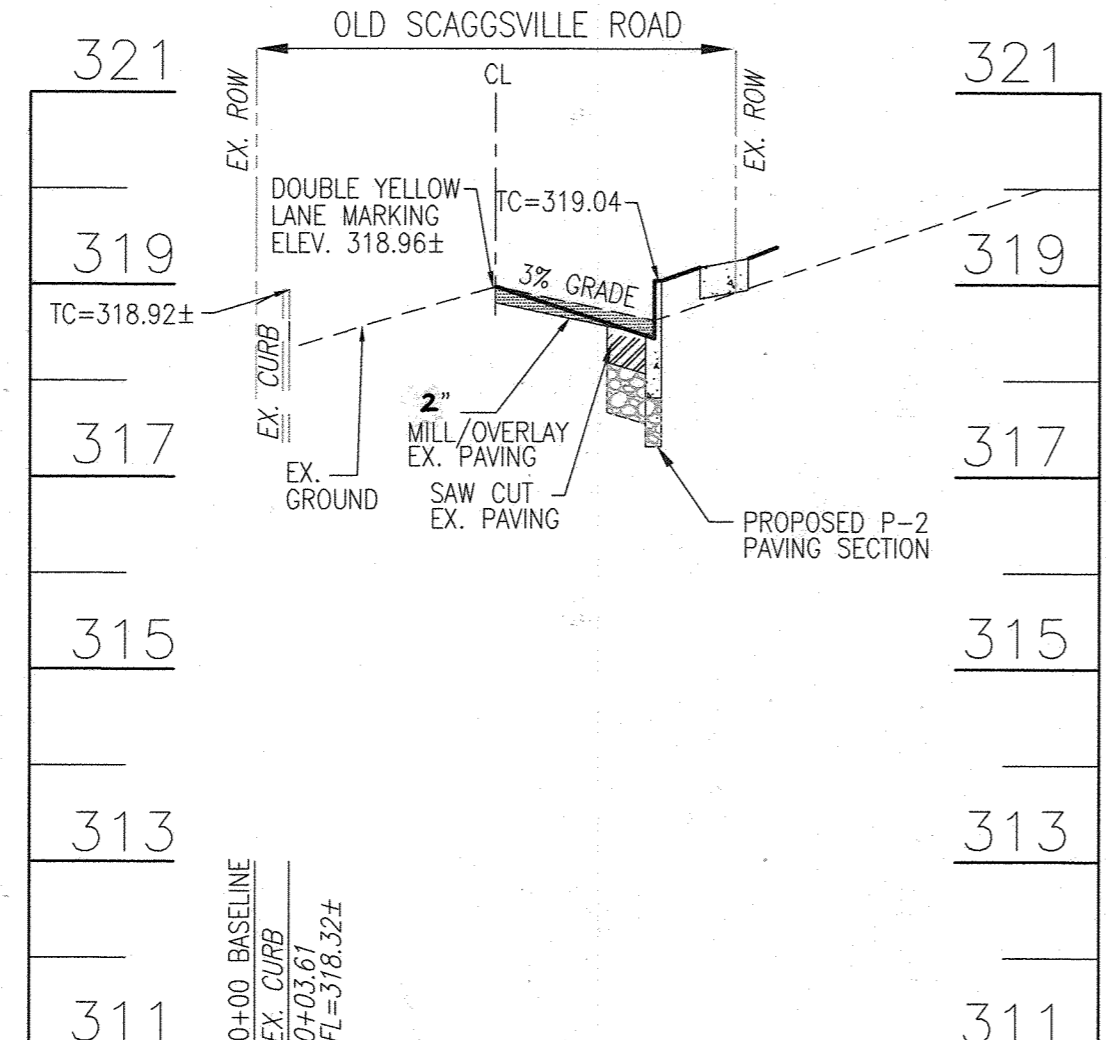 OLD SCAGGSVILLE ROAD
321
321
CL
EX. ROW
EX. ROW
DOUBLE YELLOW
LANE MARKING
ELEV. 318.96±
TC=319.04
319
319
3% GRADE
TC=318.92±
EX. CURB
2"
MILL/OVERLAY
EX. PAVING
317
317
EX.
GROUND
SAW CUT
EX. PAVING
PROPOSED P-2
PAVING SECTION
315
315
313
313
0+00 BASELINE
EX. CURB
0+03.61
FL=318.32±
311
311